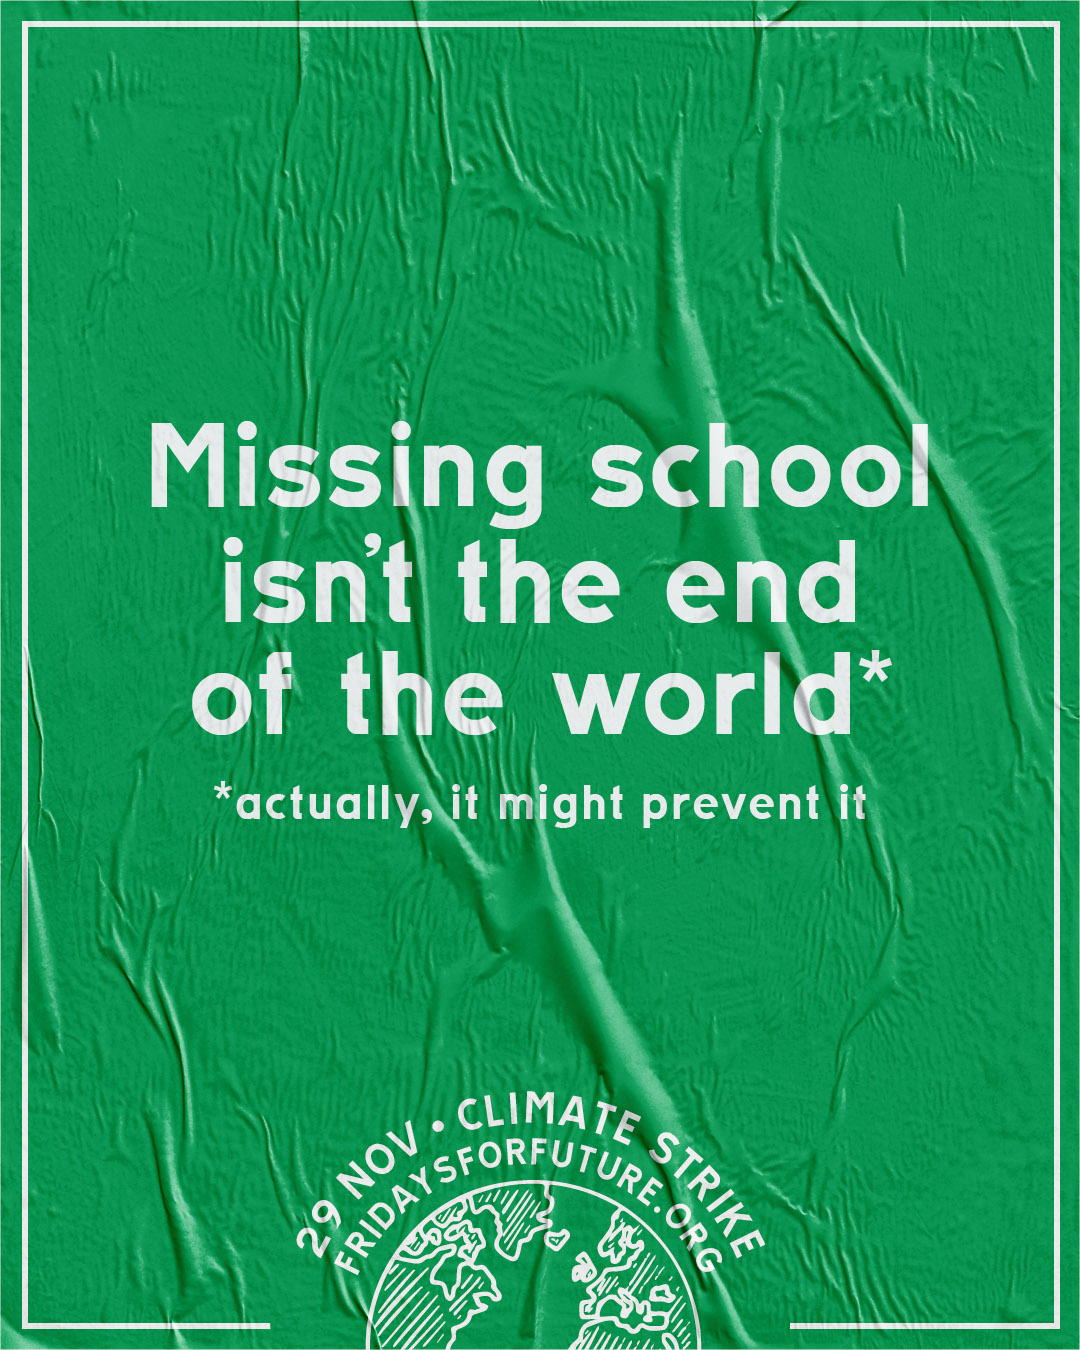 Missing school
isn't the end
of the world*
*actually, it might prevent it
29 NOV • CLIMATE STRIKE
FRIDAYSFORFUTURE.ORG